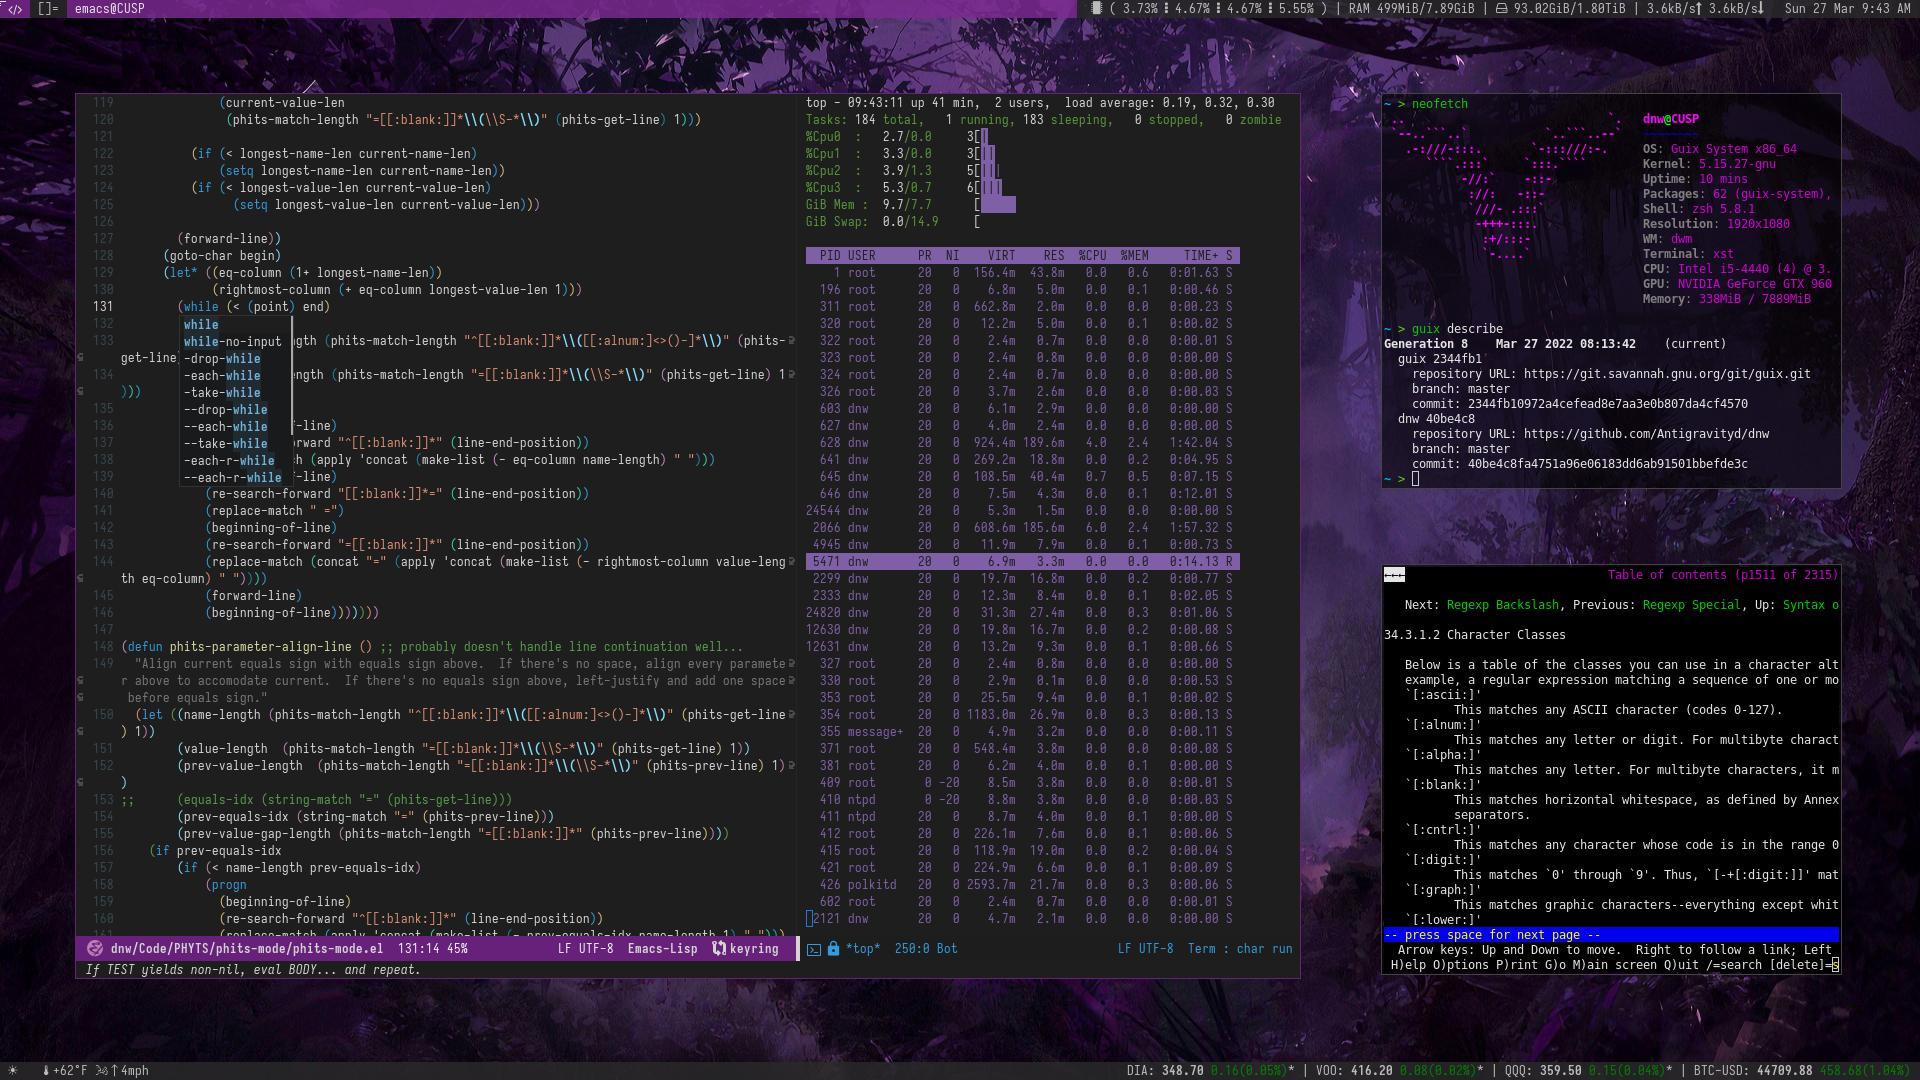 </> []= emacs@CUSP
( 3.73% ⁝ 4.67% ⁝ 4.67% ⁝ 5.55% ) | RAM 499MiB/7.89GiB | 93.02GiB/1.80TiB | 3.6kB/s↑ 3.6kB/s↓ Sun 27 Mar 9:43 AM
119 (current-value-len
120 (phits-match-length "=[[:blank:]]*\\(\\S-*\\)" (phits-get-line) 1)))
121
122 (if (< longest-name-len current-name-len)
123 (setq longest-name-len current-name-len))
124 (if (< longest-value-len current-value-len)
125 (setq longest-value-len current-value-len)))
127 (forward-line))
128 (goto-char begin)
129 (let* ((eq-column (1+ longest-name-len))
130 (rightmost-column (+ eq-column longest-value-len 1)))
131 (while (< (point) end)
132 while
133 while-no-input gth (phits-match-length "^[[:blank:]]*\\([[:alnum:]<>()-]*\\)" (phits-
get-line) -drop-while
134 -each-while ength (phits-match-length "=[[:blank:]]*\\(\\S-*\\)" (phits-get-line) 1
))) -take-while
135 --drop-while
136 --each-while f-line)
137 --take-while orward "^[[:blank:]]*" (line-end-position))
138 -each-r-while h (apply 'concat (make-list (- eq-column name-length) " ")))
139 --each-r-while f-line)
140 (re-search-forward "[[:blank:]]*=" (line-end-position))
141 (replace-match " =")
142 (beginning-of-line)
143 (re-search-forward "=[[:blank:]]*" (line-end-position))
144 (replace-match (concat "=" (apply 'concat (make-list (- rightmost-column value-leng
th eq-column) " "))))
145 (forward-line)
146 (beginning-of-line)))))))
147
148 (defun phits-parameter-align-line () ;; probably doesn't handle line continuation well...
149 "Align current equals sign with equals sign above.  If there's no space, align every paramete
r above to accomodate current.  If there's no equals sign above, left-justify and add one space
before equals sign."
150 (let ((name-length (phits-match-length "^[[:blank:]]*\\([[:alnum:]<>()-]*\\)" (phits-get-line
) 1))
151 (value-length  (phits-match-length "=[[:blank:]]*\\(\\S-*\\)" (phits-get-line) 1))
152 (prev-value-length  (phits-match-length "=[[:blank:]]*\\(\\S-*\\)" (phits-prev-line) 1)
)
153 ;; (equals-idx (string-match "=" (phits-get-line)))
154 (prev-equals-idx (string-match "=" (phits-prev-line)))
155 (prev-value-gap-length (phits-match-length "=[[:blank:]]*" (phits-prev-line))))
156 (if prev-equals-idx
157 (if (< name-length prev-equals-idx)
158 (progn
159 (beginning-of-line)
160 (re-search-forward "^[[:blank:]]*" (line-end-position))
161 (replace-match (concat (apply 'concat (make-list (- prev-equals-idx name-length 1) " "))
dnw/Code/PHYTS/phits-mode/phits-mode.el 131:14 45% LF UTF-8 Emacs-Lisp keyring
If TEST yields non-nil, eval BODY... and repeat.
top - 09:43:11 up 41 min,  2 users,  load average: 0.19, 0.32, 0.30
Tasks: 184 total,   1 running, 183 sleeping,   0 stopped,   0 zombie
%Cpu0  :   2.7/0.0     3[|
%Cpu1  :   3.3/0.0     3[||
%Cpu2  :   3.9/1.3     5[|||
%Cpu3  :   5.3/0.7     6[|||
GiB Mem :  9.7/7.7      [
GiB Swap:  0.0/14.9     [
PID USER PR NI VIRT RES %CPU %MEM TIME+ S
1 root 20 0 156.4m 43.8m 0.0 0.6 0:01.63 S
196 root 20 0 6.8m 5.0m 0.0 0.1 0:00.46 S
311 root 20 0 662.8m 2.0m 0.0 0.0 0:00.23 S
320 root 20 0 12.2m 5.0m 0.0 0.1 0:00.02 S
322 root 20 0 2.4m 0.7m 0.0 0.0 0:00.01 S
323 root 20 0 2.4m 0.8m 0.0 0.0 0:00.00 S
324 root 20 0 2.4m 0.7m 0.0 0.0 0:00.00 S
326 root 20 0 3.7m 2.6m 0.0 0.0 0:00.03 S
603 dnw 20 0 6.1m 2.9m 0.0 0.0 0:00.00 S
627 dnw 20 0 4.0m 2.4m 0.0 0.0 0:00.00 S
628 dnw 20 0 924.4m 189.6m 4.0 2.4 1:42.04 S
641 dnw 20 0 269.2m 18.8m 0.0 0.2 0:04.95 S
645 dnw 20 0 108.5m 40.4m 0.7 0.5 0:07.15 S
646 dnw 20 0 7.5m 4.3m 0.0 0.1 0:12.01 S
24544 dnw 20 0 5.3m 1.5m 0.0 0.0 0:00.00 S
2066 dnw 20 0 608.6m 185.6m 6.0 2.4 1:57.32 S
4945 dnw 20 0 11.9m 7.9m 0.0 0.1 0:00.73 S
5471 dnw 20 0 6.9m 3.3m 0.0 0.0 0:14.13 R
2299 dnw 20 0 19.7m 16.8m 0.0 0.2 0:00.77 S
2333 dnw 20 0 12.3m 8.4m 0.0 0.1 0:02.05 S
24820 dnw 20 0 31.3m 27.4m 0.0 0.3 0:01.06 S
12630 dnw 20 0 19.8m 16.7m 0.0 0.2 0:00.08 S
12631 dnw 20 0 13.2m 9.3m 0.0 0.1 0:00.66 S
327 root 20 0 2.4m 0.8m 0.0 0.0 0:00.00 S
330 root 20 0 2.9m 0.1m 0.0 0.0 0:00.53 S
353 root 20 0 25.5m 9.4m 0.0 0.1 0:00.02 S
354 root 20 0 1183.0m 26.9m 0.0 0.3 0:00.13 S
355 message+ 20 0 4.9m 3.2m 0.0 0.0 0:00.11 S
371 root 20 0 548.4m 3.8m 0.0 0.0 0:00.08 S
381 root 20 0 6.2m 4.0m 0.0 0.1 0:00.00 S
409 root 0 -20 8.5m 3.8m 0.0 0.0 0:00.01 S
410 ntpd 0 -20 8.8m 3.8m 0.0 0.0 0:00.03 S
411 ntpd 20 0 8.7m 4.0m 0.0 0.1 0:00.00 S
412 root 20 0 226.1m 7.6m 0.0 0.1 0:00.06 S
415 root 20 0 118.9m 19.0m 0.0 0.2 0:00.04 S
421 root 20 0 224.9m 6.6m 0.0 0.1 0:00.09 S
426 polkitd 20 0 2593.7m 21.7m 0.0 0.3 0:00.06 S
602 root 20 0 2.4m 0.7m 0.0 0.0 0:00.01 S
2121 dnw 20 0 4.7m 2.1m 0.0 0.0 0:00.00 S
*top* 250:0 Bot LF UTF-8 Term : char run
~ > neofetch
dnw@CUSP
--------
OS: Guix System x86_64
Kernel: 5.15.27-gnu
Uptime: 10 mins
Packages: 62 (guix-system),
Shell: zsh 5.8.1
Resolution: 1920x1080
WM: dwm
Terminal: xst
CPU: Intel i5-4440 (4) @ 3.
GPU: NVIDIA GeForce GTX 960
Memory: 338MiB / 7889MiB
~ > guix describe
Generation 8    Mar 27 2022 08:13:42    (current)
guix 2344fb1
repository URL: https://git.savannah.gnu.org/git/guix.git
branch: master
commit: 2344fb10972a4cefead8e7aa3e0b807da4cf4570
dnw 40be4c8
repository URL: https://github.com/Antigravityd/dnw
branch: master
commit: 40be4c8fa4751a96e06183dd6ab91501bbefde3c
~ >
←←← Table of contents (p1511 of 2315)
Next: Regexp Backslash, Previous: Regexp Special, Up: Syntax o
34.3.1.2 Character Classes
Below is a table of the classes you can use in a character alt
example, a regular expression matching a sequence of one or mo
`[:ascii:]'
This matches any ASCII character (codes 0-127).
`[:alnum:]'
This matches any letter or digit. For multibyte charact
`[:alpha:]'
This matches any letter. For multibyte characters, it m
`[:blank:]'
This matches horizontal whitespace, as defined by Annex
separators.
`[:cntrl:]'
This matches any character whose code is in the range 0
`[:digit:]'
This matches `0' through `9'. Thus, `[-+[:digit:]]' mat
`[:graph:]'
This matches graphic characters--everything except whit
`[:lower:]'
-- press space for next page --
Arrow keys: Up and Down to move.  Right to follow a link; Left
H)elp O)ptions P)rint G)o M)ain screen Q)uit /=search [delete]=s
+62°F ↑4mph
DIA: 348.70 0.16(0.05%)* | VOO: 416.20 0.08(0.02%)* | QQQ: 359.50 0.15(0.04%)* | BTC-USD: 44709.88 458.68(1.04%)